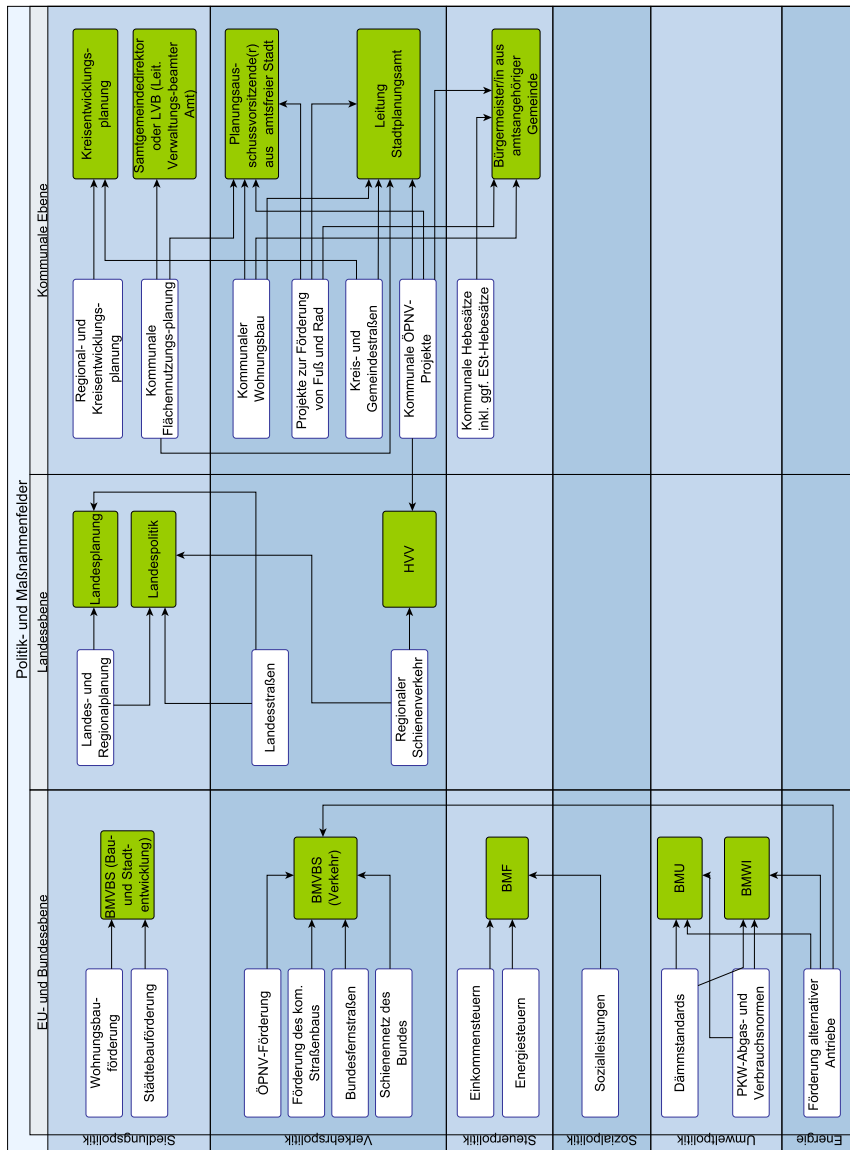 Politik- und Maßnahmenfelder
EU- und Bundesebene
Landesebene
Kommunale Ebene
Siedlungspolitik
Wohnungsbau-
förderung
Städtebauförderung
BMVBS (Bau-
und Stadt-
entwicklung)
Landes- und
Regionalplanung
Landesplanung
Landespolitik
Regional- und
Kreisentwicklungs-
planung
Kommunale
Flächennutzungs-planung
Kreisentwicklungs-
planung
Samtgemeindedirektor
oder LVB (Leit.
Verwaltungs-beamter
Amt)
Verkehrspolitik
ÖPNV-Förderung
Förderung des kom.
Straßenbaus
Bundesfernstraßen
Schienennetz des
Bundes
BMVBS
(Verkehr)
Landesstraßen
Regionaler
Schienenverkehr
HVV
Kommunaler
Wohnungsbau
Projekte zur Förderung
von Fuß und Rad
Kreis- und
Gemeindestraßen
Kommunale ÖPNV-
Projekte
Planungsaus-
schussvorsitzende(r)
aus amtsfreier Stadt
Leitung
Stadtplanungsamt
Steuerpolitik
Einkommensteuern
Energiesteuern
BMF
Kommunale Hebesätze
inkl. ggf. ESt-Hebesätze
Bürgermeister/in aus
amtsangehöriger
Gemeinde
Sozialpolitik
Sozialleistungen
Umweltpolitik
Dämmstandards
PKW-Abgas- und
Verbrauchsnormen
BMU
BMWI
Energie
Förderung alternativer
Antriebe